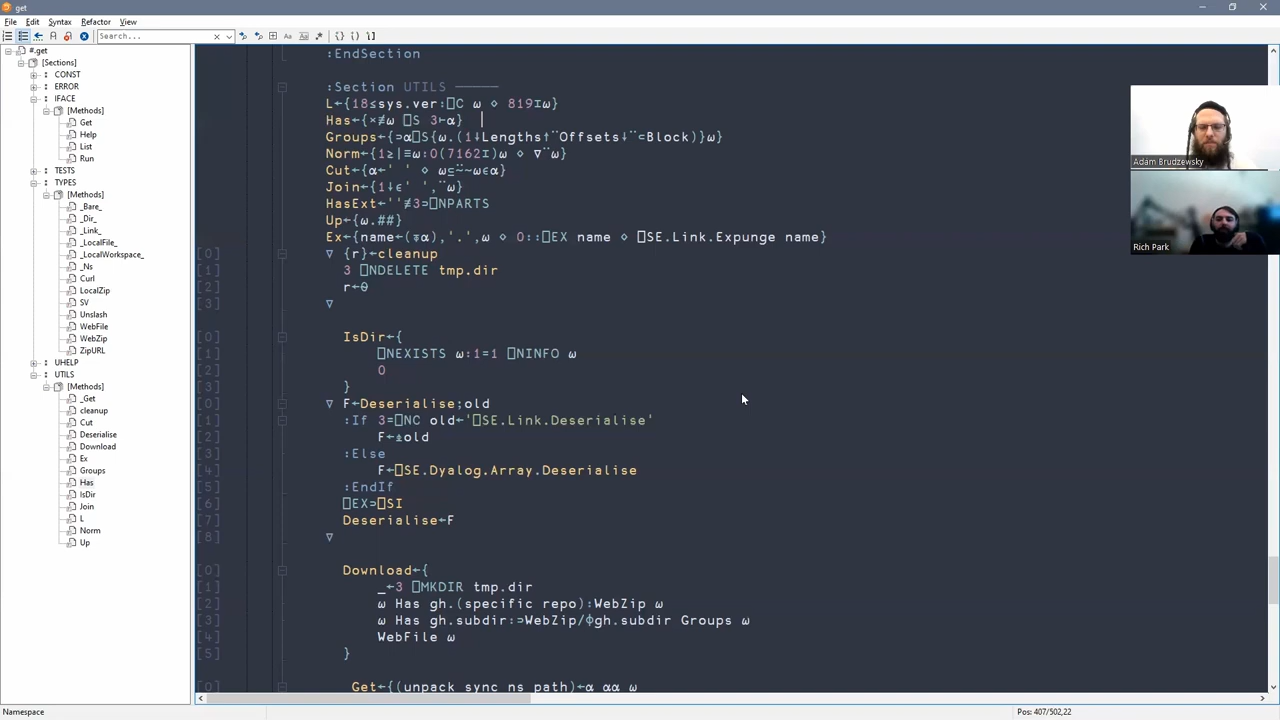 get
File Edit Syntax Refactor View
Search...
#.get
[Sections]
CONST
ERROR
IFACE
[Methods]
Get
Help
List
Run
TESTS
TYPES
[Methods]
_Bare_
_Dir_
_Link_
_LocalFile_
_LocalWorkspace_
_Ns
Curl
LocalZip
SV
Unslash
WebFile
WebZip
ZipURL
UHELP
UTILS
[Methods]
_Get
cleanup
Cut
Deserialise
Download
Ex
Groups
Has
IsDir
Join
L
Norm
Up
:EndSection
:Section UTILS ─────
L←{18≤sys.ver:⎕C ⍵ ⋄ 819⌶⍵}
Has←{×≢⍵ ⎕S 3⊢⍺}
Groups←{⊃⍺⎕S{⍵.(1↓Lengths↑¨Offsets↓¨⊂Block)}⍵}
Norm←{1≥|≡⍵:0(7162⌶)⍵ ⋄ ∇¨⍵}
Cut←{⍺←' ' ⋄ ⍵⊆⍨~⍵∊⍺}
Join←{1↓∊' ',¨⍵}
HasExt←''≢3⊃⎕NPARTS
Up←{⍵.##}
Ex←{name←(⍕⍺),'.',⍵ ⋄ 0::⎕EX name ⋄ ⎕SE.Link.Expunge name}
[0] ∇ {r}←cleanup
[1] 3 ⎕NDELETE tmp.dir
[2] r←⍬
[3] ∇
[0] IsDir←{
[1] ⎕NEXISTS ⍵:1=1 ⎕NINFO ⍵
[2] 0
[3] }
[0] ∇ F←Deserialise;old
[1] :If 3=⎕NC old←'⎕SE.Link.Deserialise'
[2] F←⍎old
[3] :Else
[4] F←⎕SE.Dyalog.Array.Deserialise
[5] :EndIf
[6] ⎕EX⊃⎕SI
[7] Deserialise←F
[8] ∇
[0] Download←{
[1] _←3 ⎕MKDIR tmp.dir
[2] ⍵ Has gh.(specific repo):WebZip ⍵
[3] ⍵ Has gh.subdir:⊃WebZip/⌽gh.subdir Groups ⍵
[4] WebFile ⍵
[5] }
[0] _Get←{(unpack sync ns path)←⍺ ⍺⍺ ⍵
Adam Brudzewsky
Rich Park
Namespace
Pos: 407/502,22